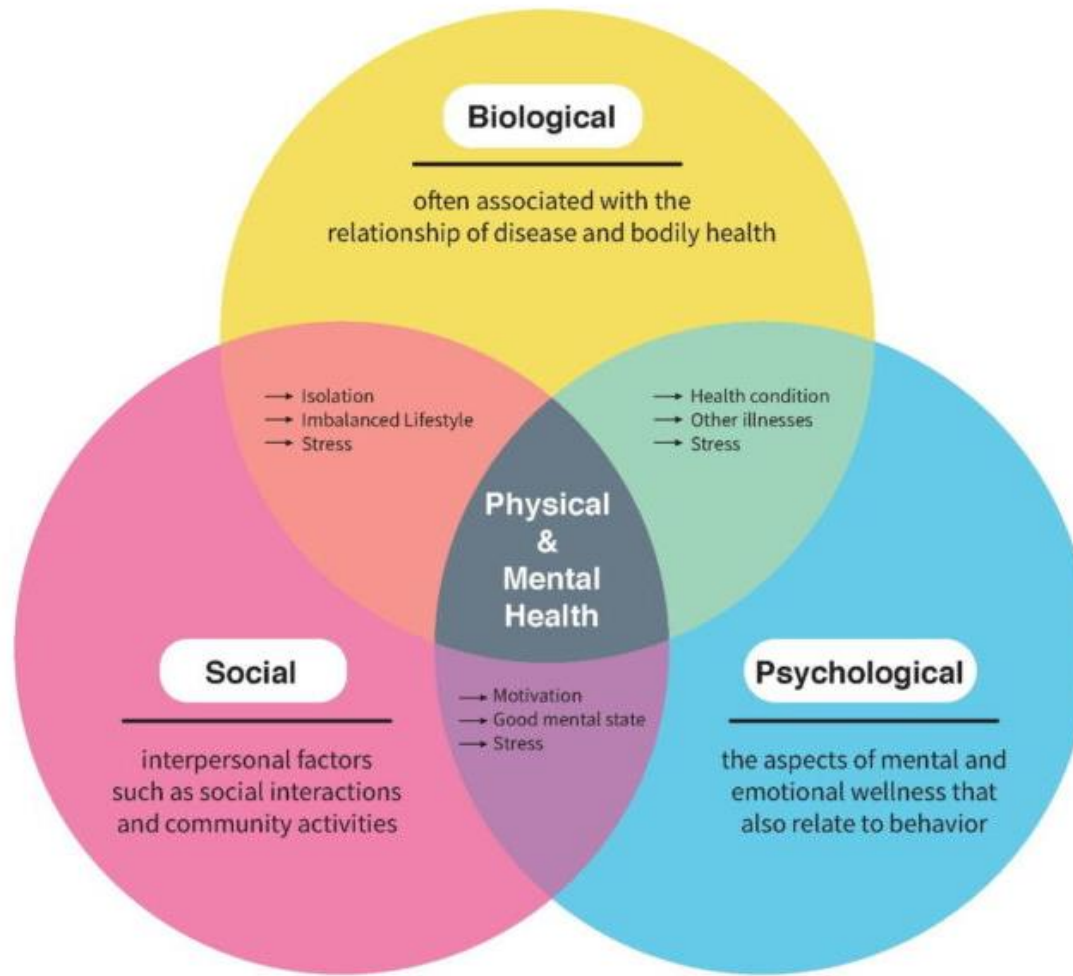 Biological
often associated with the
relationship of disease and bodily health
→ Isolation
→ Imbalanced Lifestyle
→ Stress
→ Health condition
→ Other illnesses
→ Stress
Physical
&
Mental
Health
Social
interpersonal factors
such as social interactions
and community activities
→ Motivation
→ Good mental state
→ Stress
Psychological
the aspects of mental and
emotional wellness that
also relate to behavior